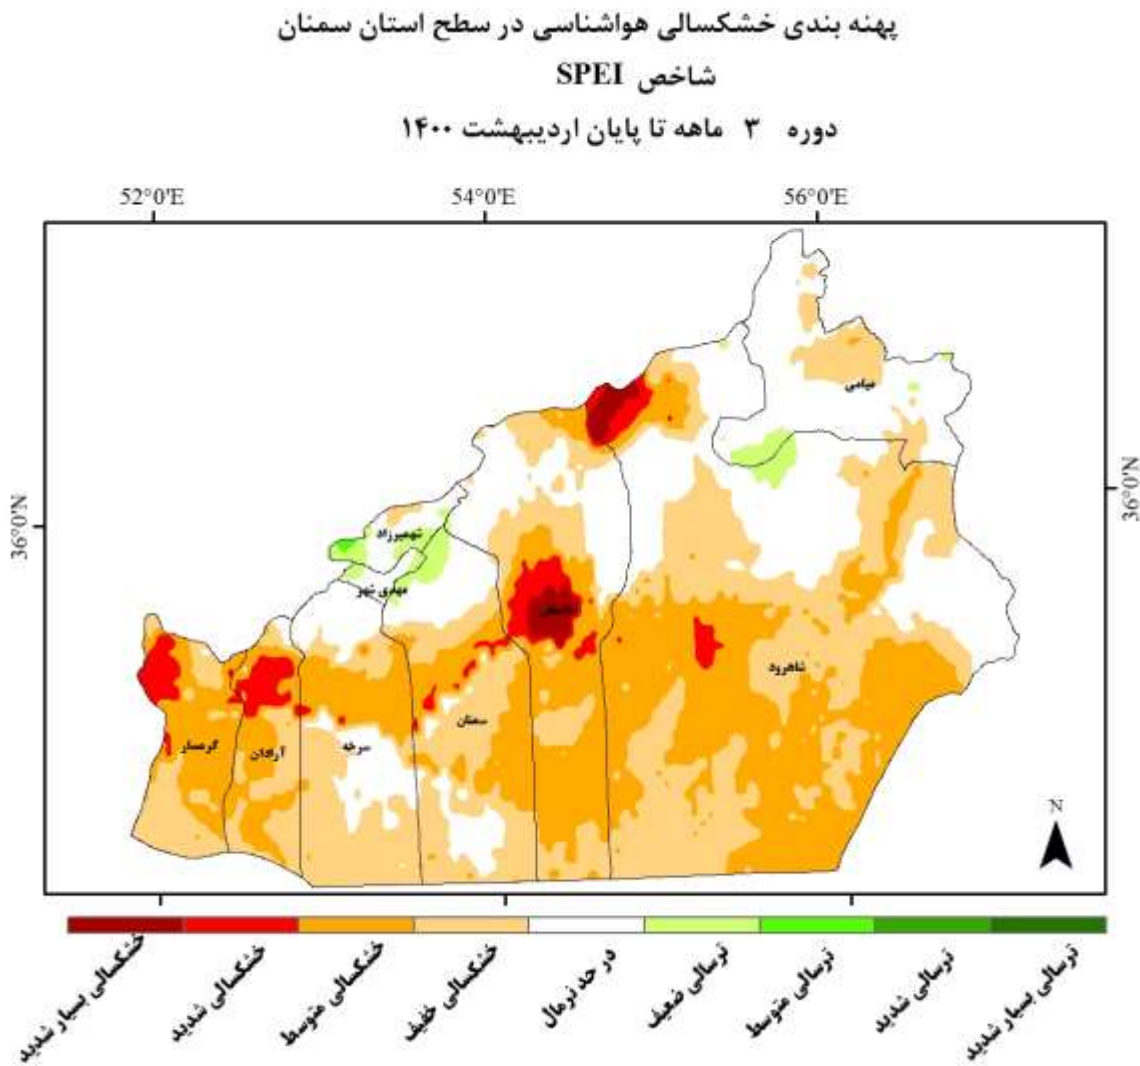 پهنه بندی خشکسالی هواشناسی در سطح استان سمنان
شاخص SPEI
دوره ۳ ماهه تا پایان اردیبهشت ۱۴۰۰
52°0'E 54°0'E 56°0'E
میامی
36°0'N
36°0'N
شهمیرزاد
مهدی شهر
شاهرود
سمنان
سرخه
آرادان
گرمسار
N
خشکسالی بسیار شدید
خشکسالی شدید
خشکسالی متوسط
خشکسالی خفیف
در حد نرمال
ترسالی ضعیف
ترسالی متوسط
ترسالی شدید
ترسالی بسیار شدید